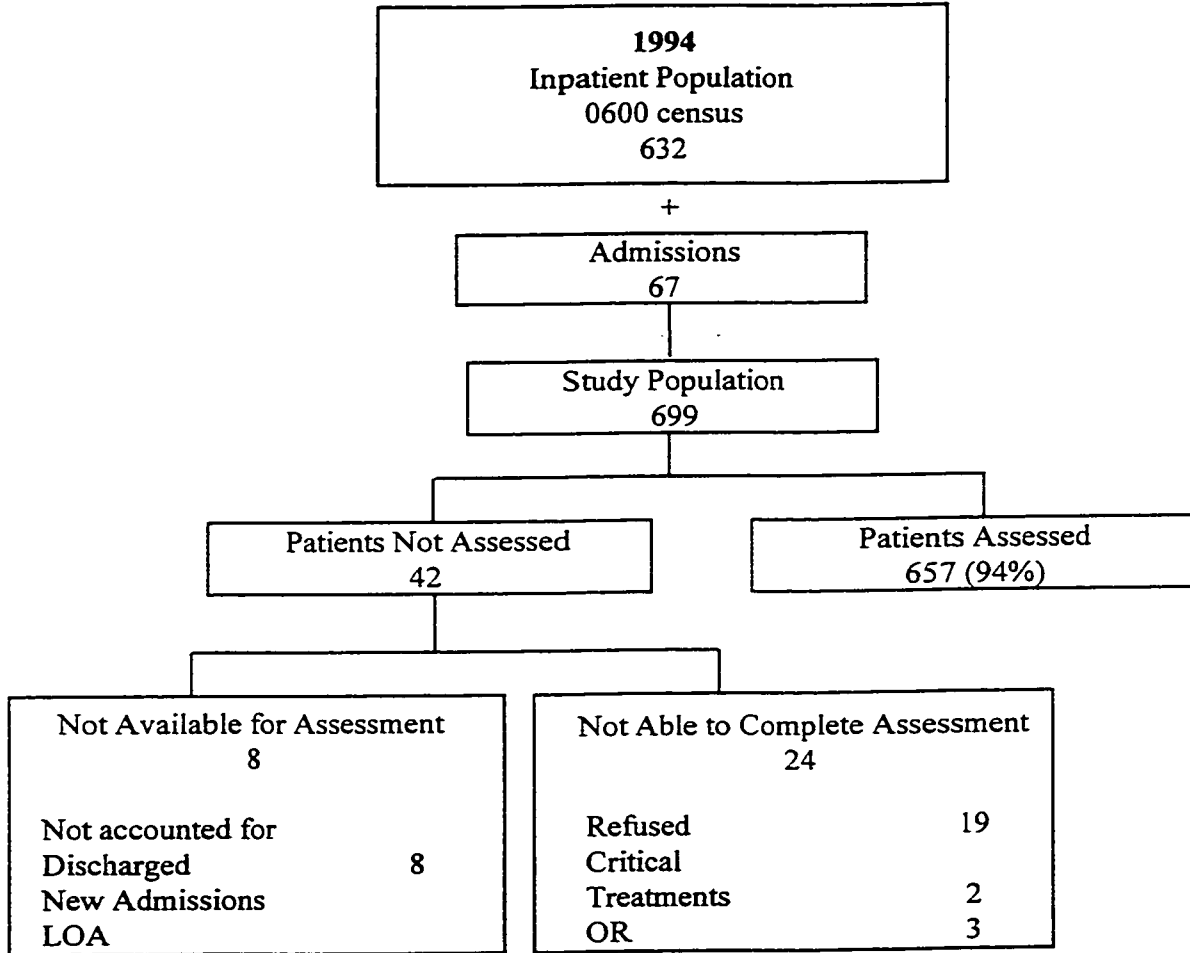 1994
Inpatient Population
0600 census
632
+
Admissions
67
Study Population
699
Patients Not Assessed
42
Patients Assessed
657 (94%)
Not Available for Assessment
8
Not accounted for
Discharged 8
New Admissions
LOA
Not Able to Complete Assessment
24
Refused 19
Critical
Treatments 2
OR 3